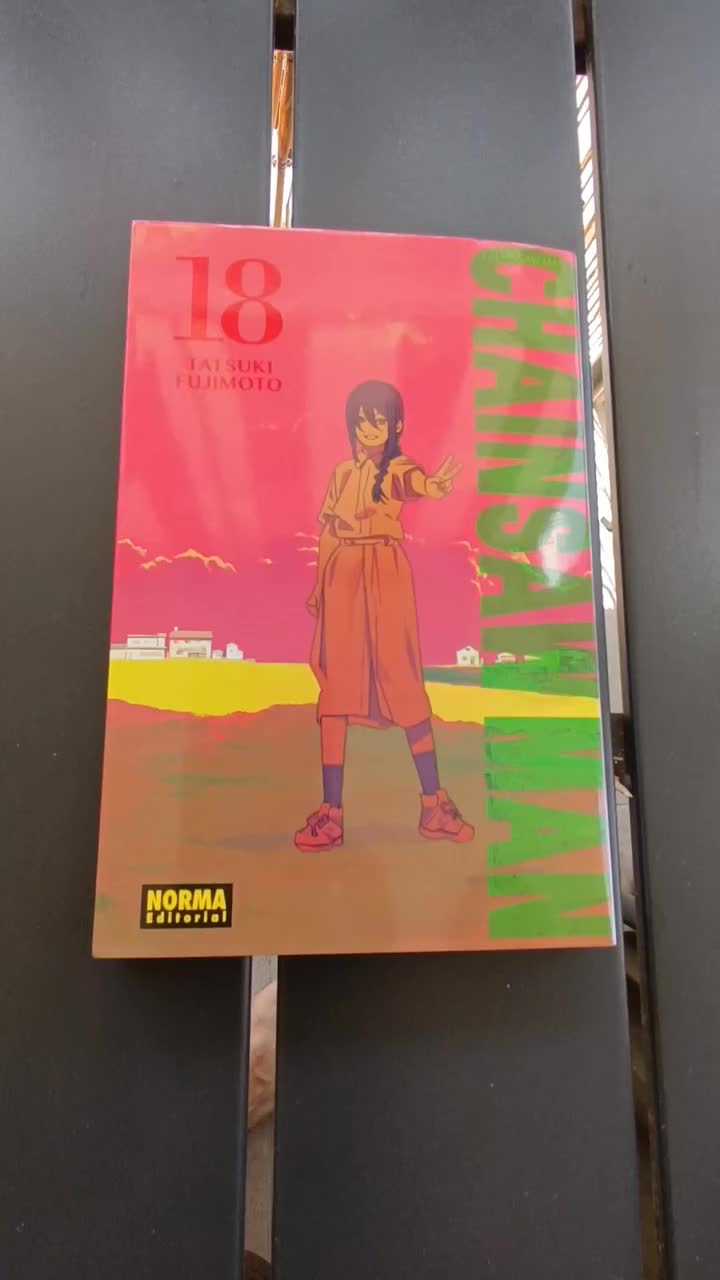 18
TATSUKI
FUJIMOTO
CHAINSAW MAN
NORMA
Editorial